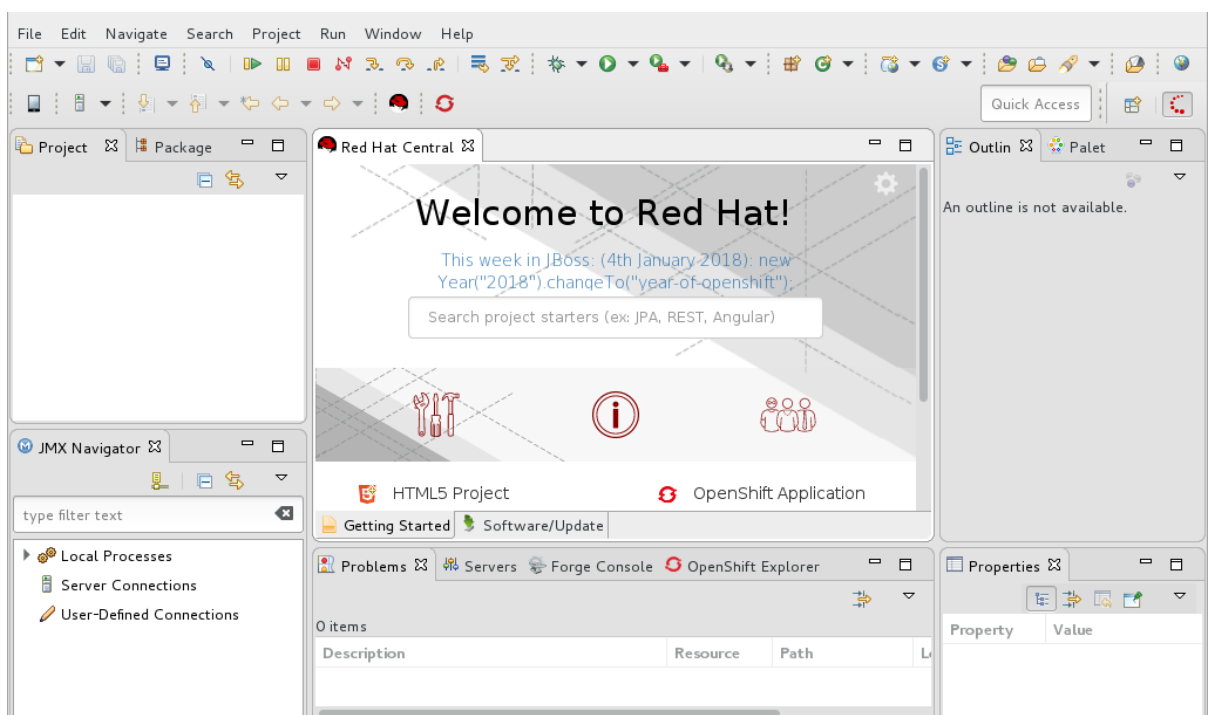 File Edit Navigate Search Project Run Window Help
Quick Access
Project
Package
Red Hat Central
Outlin
Palet
Welcome to Red Hat!
This week in JBoss: (4th January 2018): new
Year("2018").changeTo("year-of-openshift");
Search project starters (ex: JPA, REST, Angular)
An outline is not available.
JMX Navigator
type filter text
HTML5 Project
OpenShift Application
Getting Started
Software/Update
Local Processes
Server Connections
User-Defined Connections
Problems
Servers
Forge Console
OpenShift Explorer
Properties
0 items
Description Resource Path
Property Value